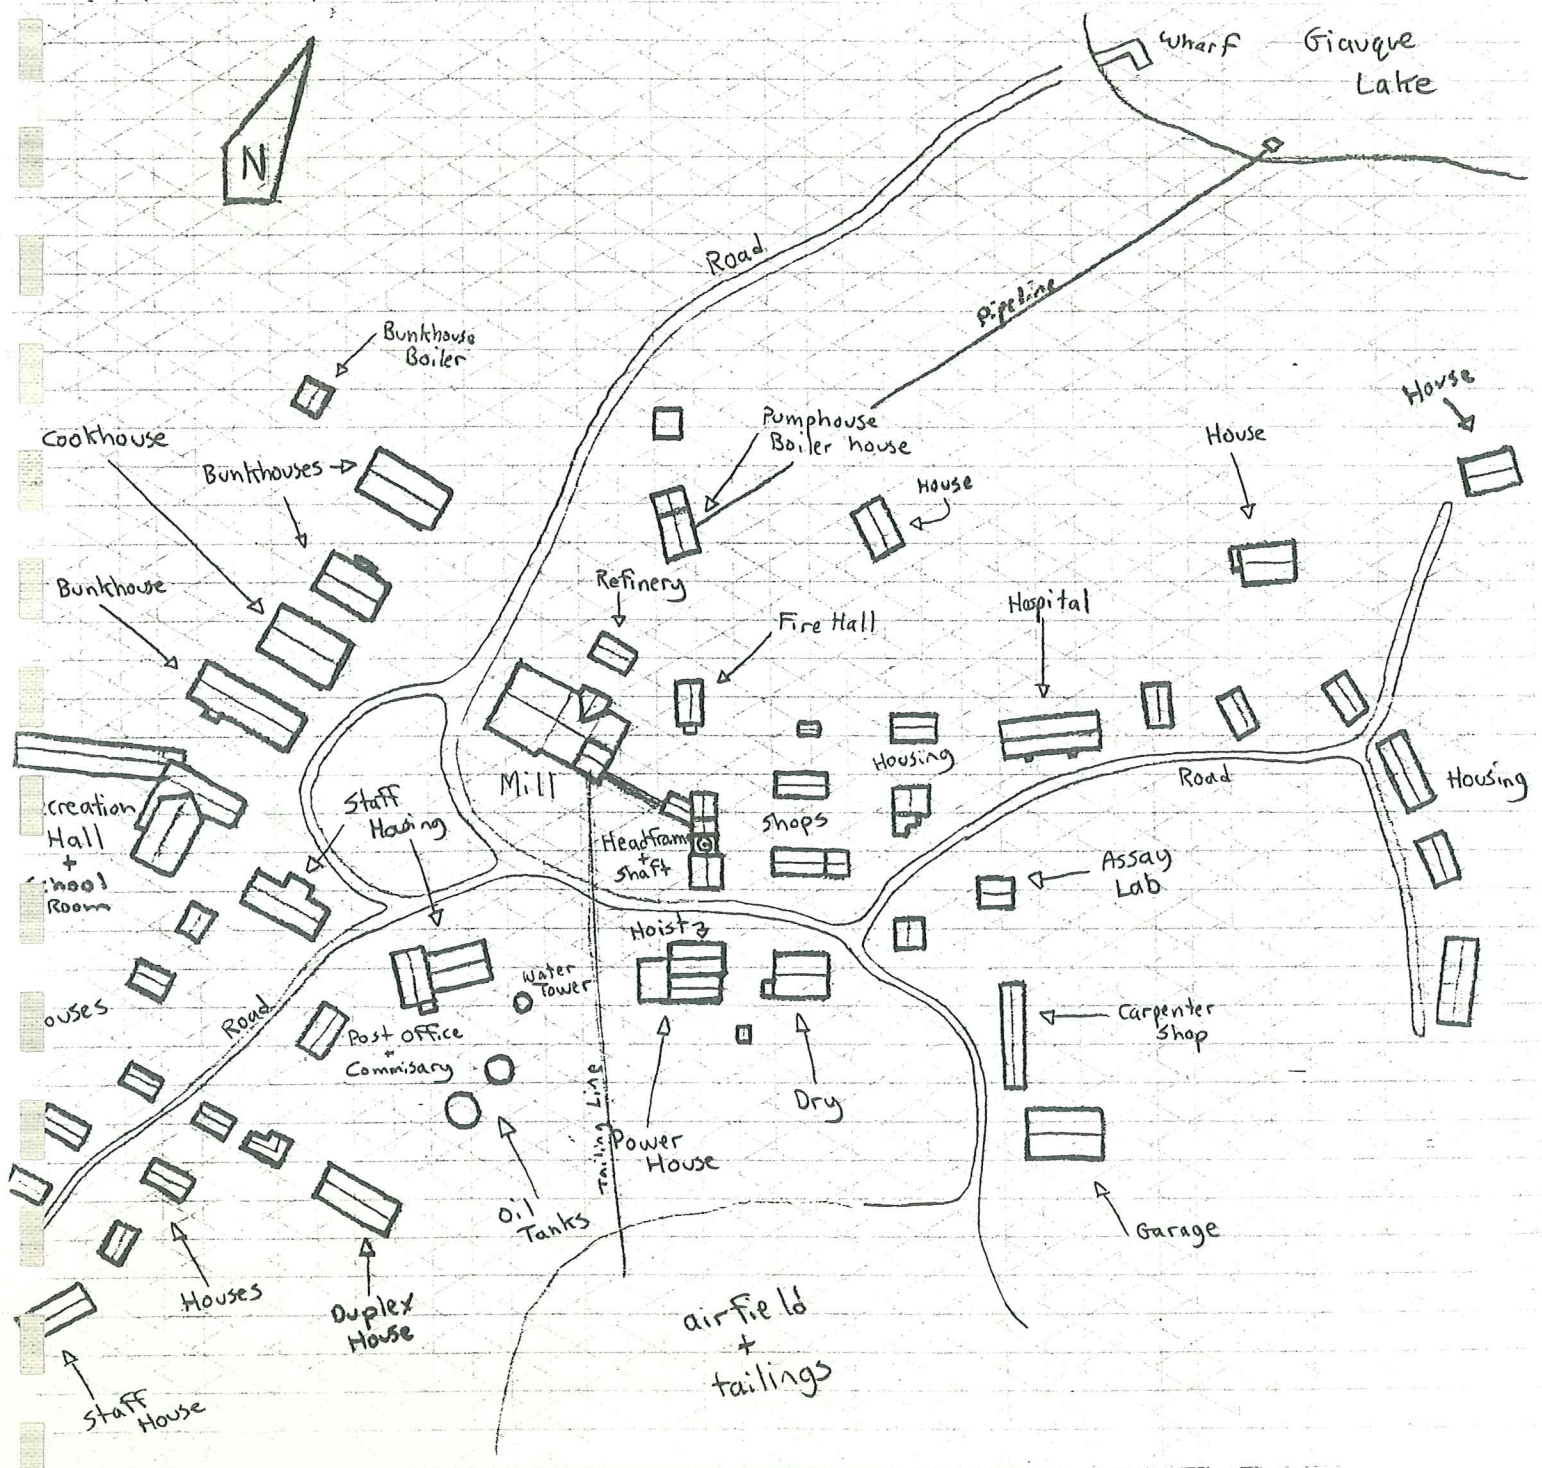 Wharf
Giauque
Lake
N
Road
Pipeline
Bunkhouse
Boiler
House
Cookhouse
Pumphouse
Boiler house
House
Bunkhouses
House
Bunkhouse
Refinery
Hospital
Fire Hall
Mill
Housing
Road
Housing
creation
Hall
+
School
Room
Staff
Housing
Shops
Headframe
+
Shaft
Assay
Lab
Hoist
Water
Tower
ouses
Road
Post Office
+
Commisary
Carpenter
Shop
Tailing Line
Dry
Power
House
Oil
Tanks
Garage
Houses
Duplex
House
airfield
+
tailings
Staff
House